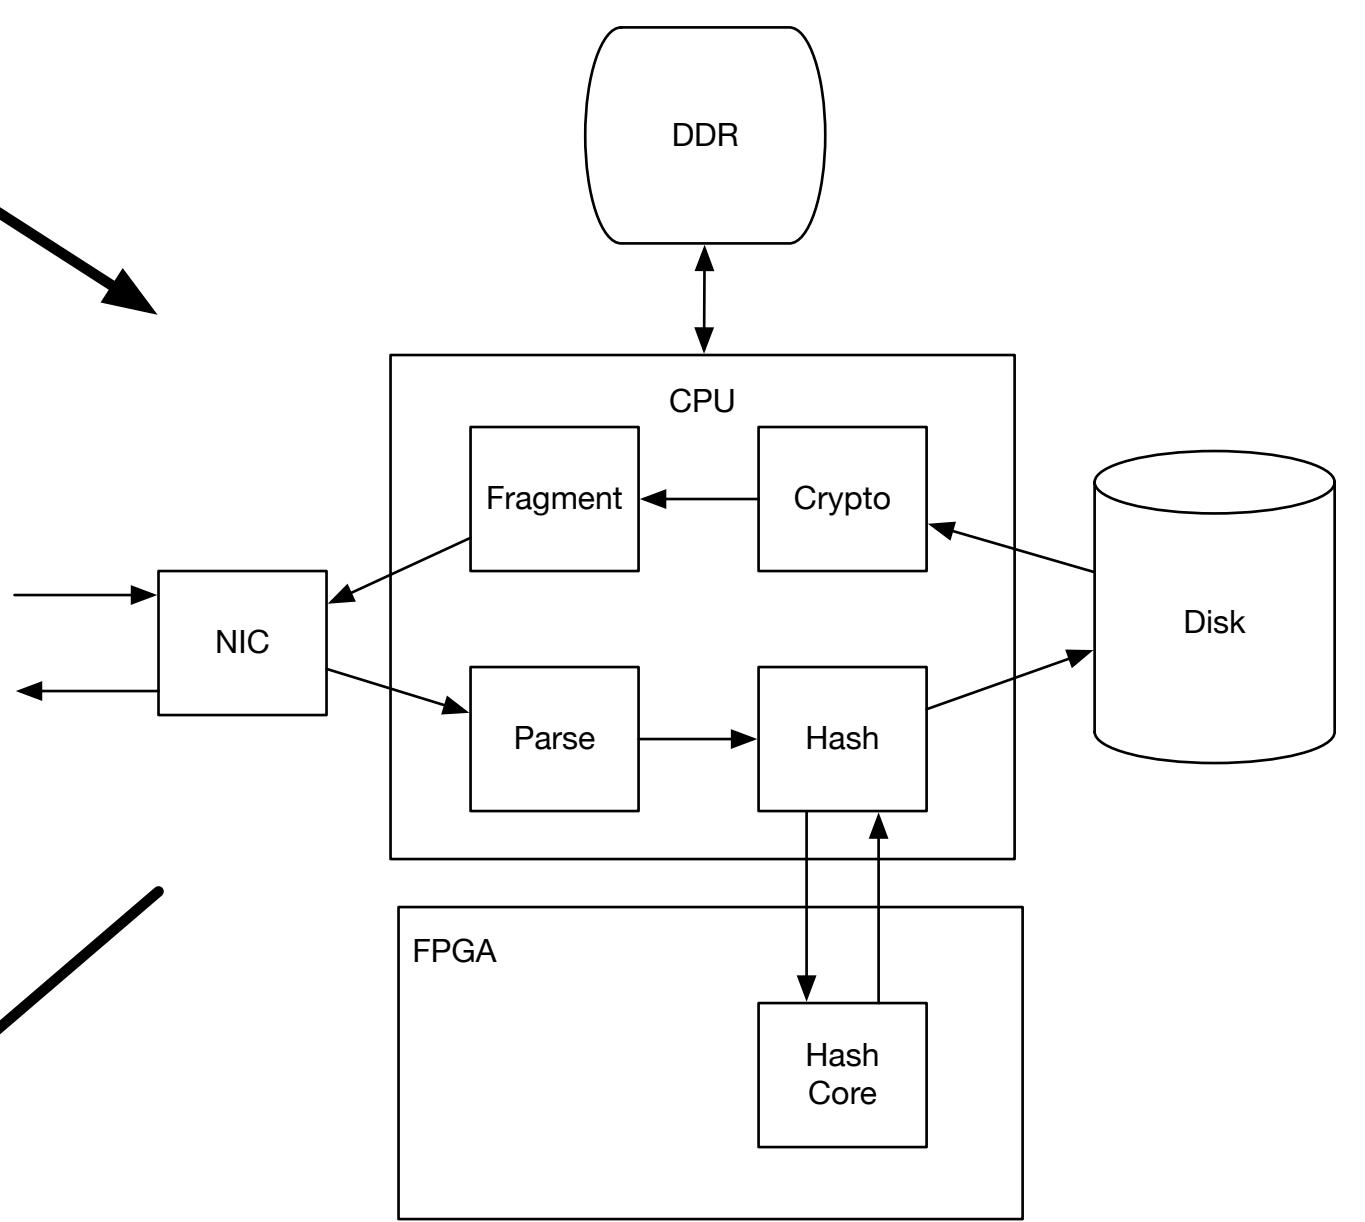 DDR
CPU
Fragment
Crypto
NIC
Disk
Parse
Hash
FPGA
Hash
Core